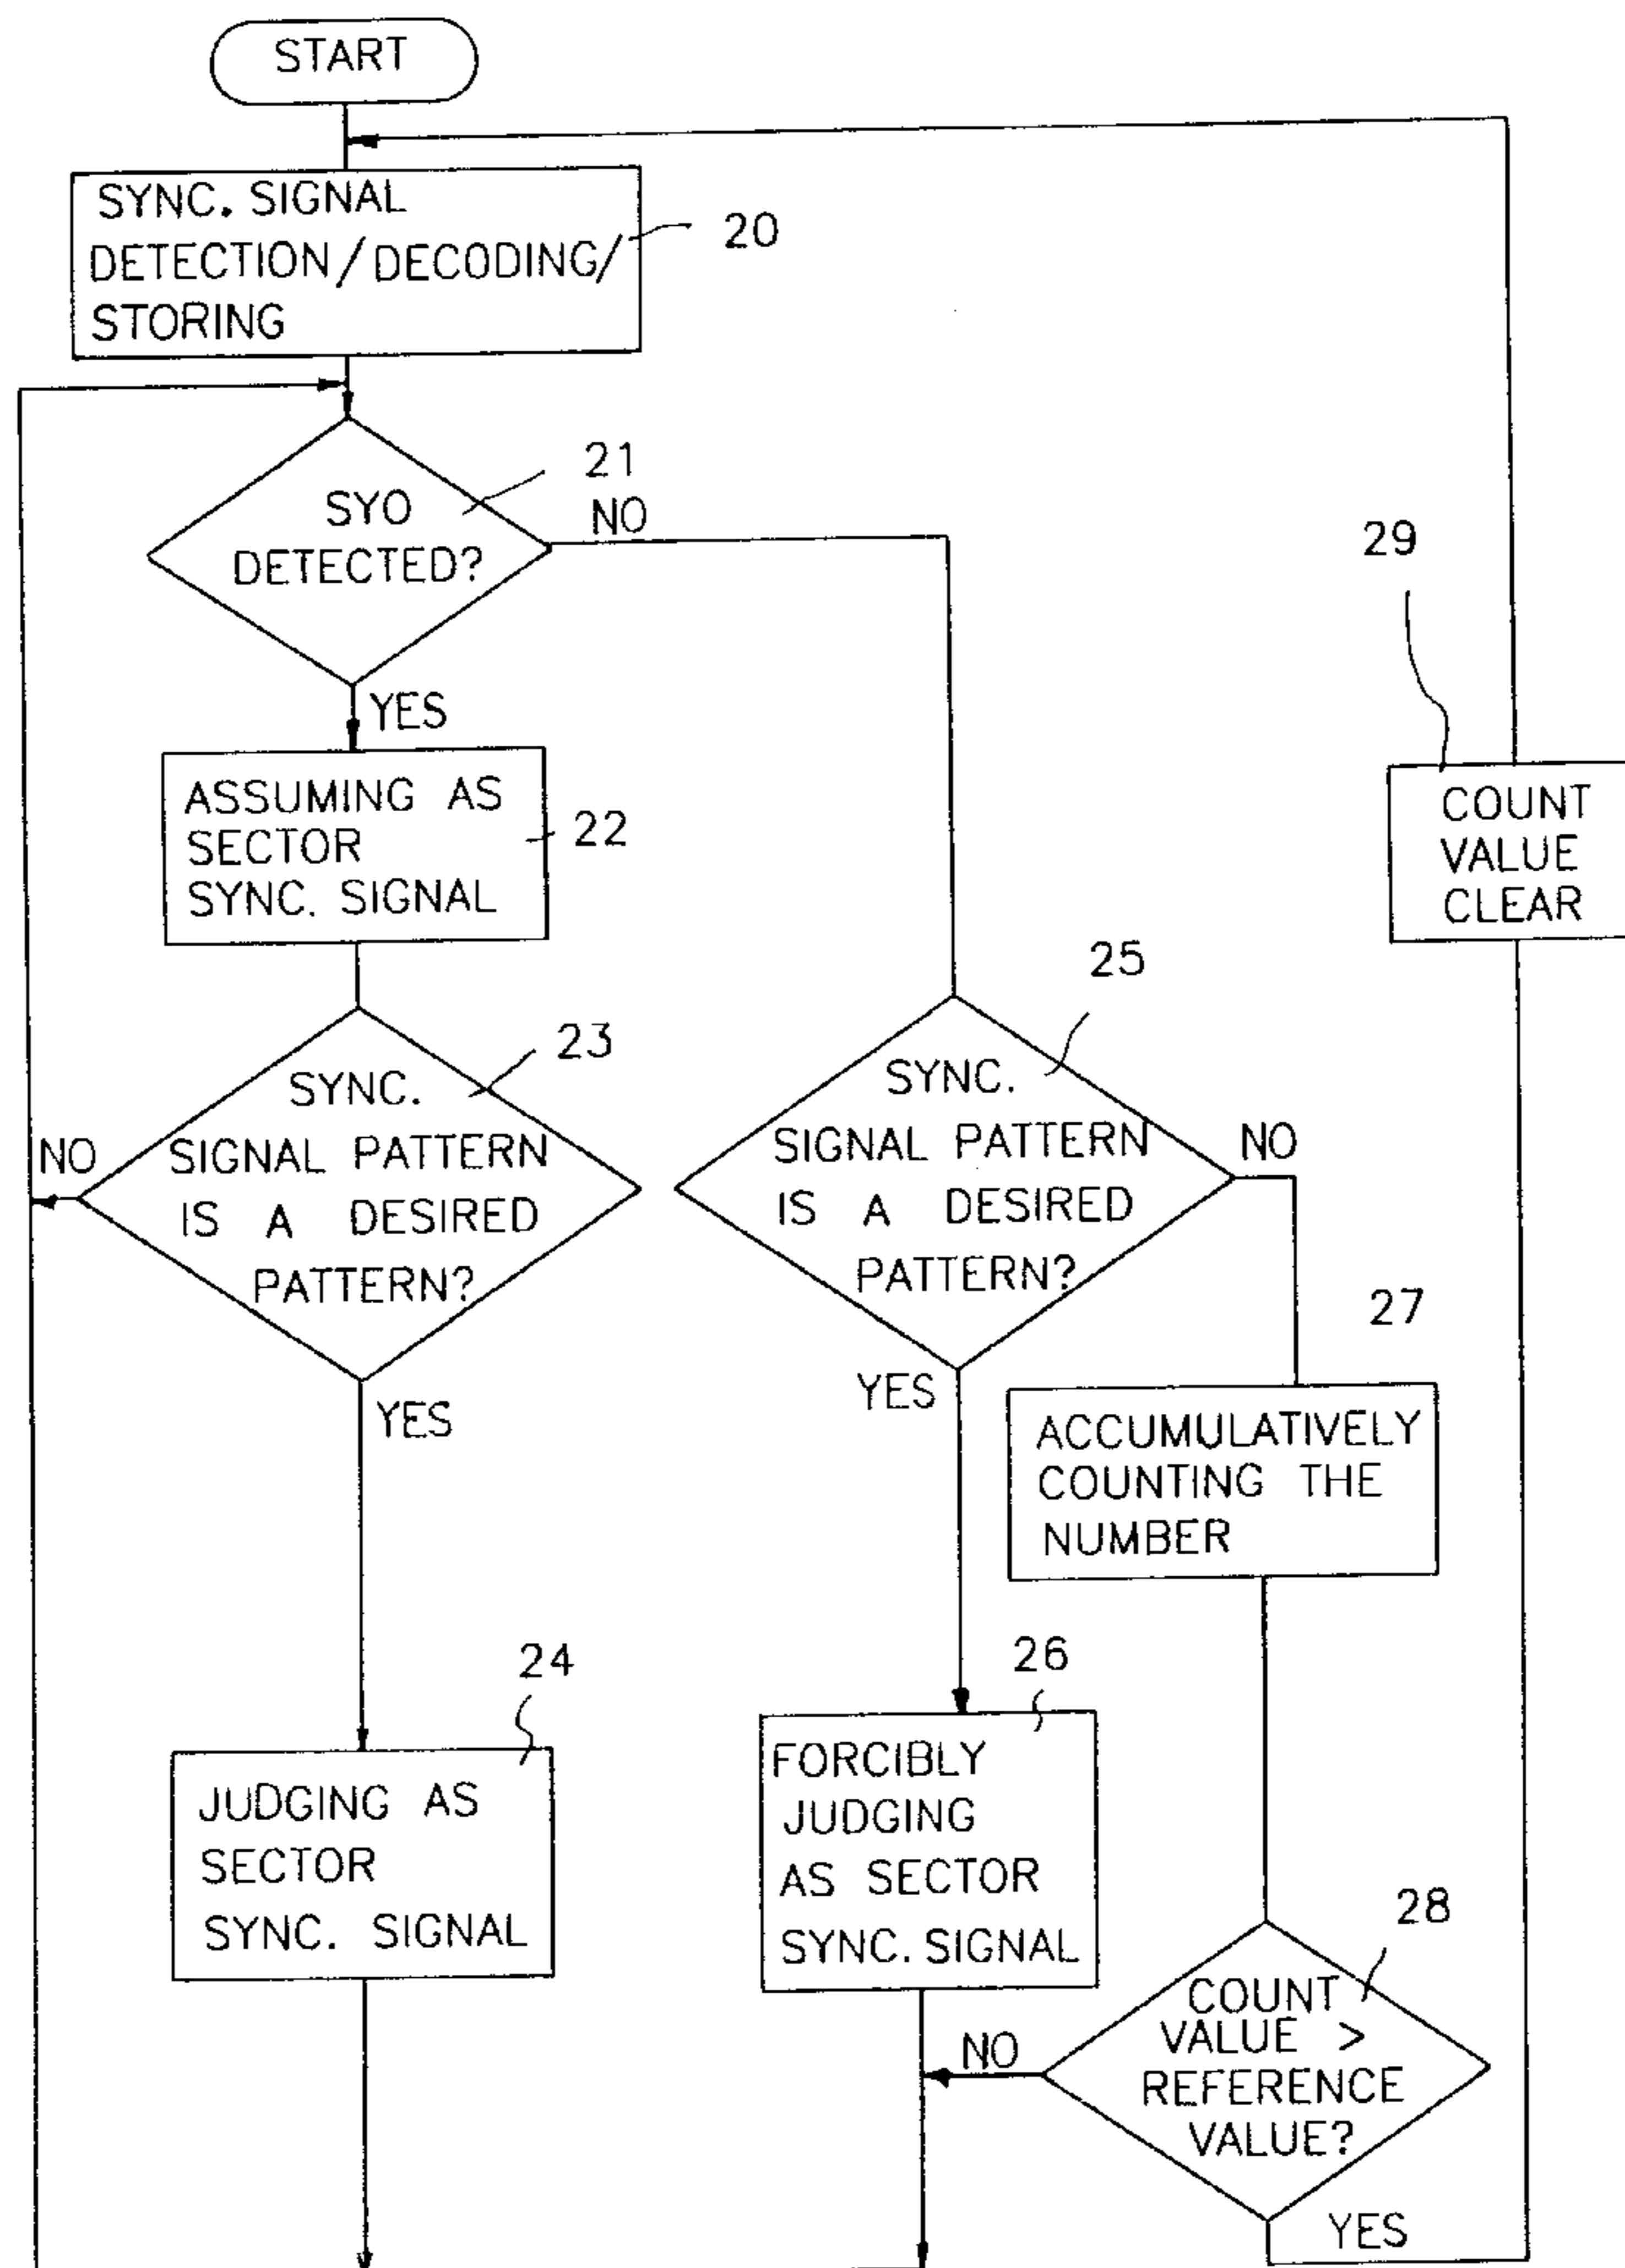 START
SYNC. SIGNAL
DETECTION/DECODING/
STORING
20
21
SYO
DETECTED?
NO
YES
ASSUMING AS
SECTOR
SYNC. SIGNAL
22
29
COUNT
VALUE
CLEAR
23
SYNC.
SIGNAL PATTERN
IS A DESIRED
PATTERN?
NO
YES
25
SYNC.
SIGNAL PATTERN
IS A DESIRED
PATTERN?
NO
YES
27
ACCUMULATIVELY
COUNTING THE
NUMBER
24
JUDGING AS
SECTOR
SYNC. SIGNAL
26
FORCIBLY
JUDGING
AS SECTOR
SYNC. SIGNAL
28
COUNT
VALUE >
REFERENCE
VALUE?
NO
YES